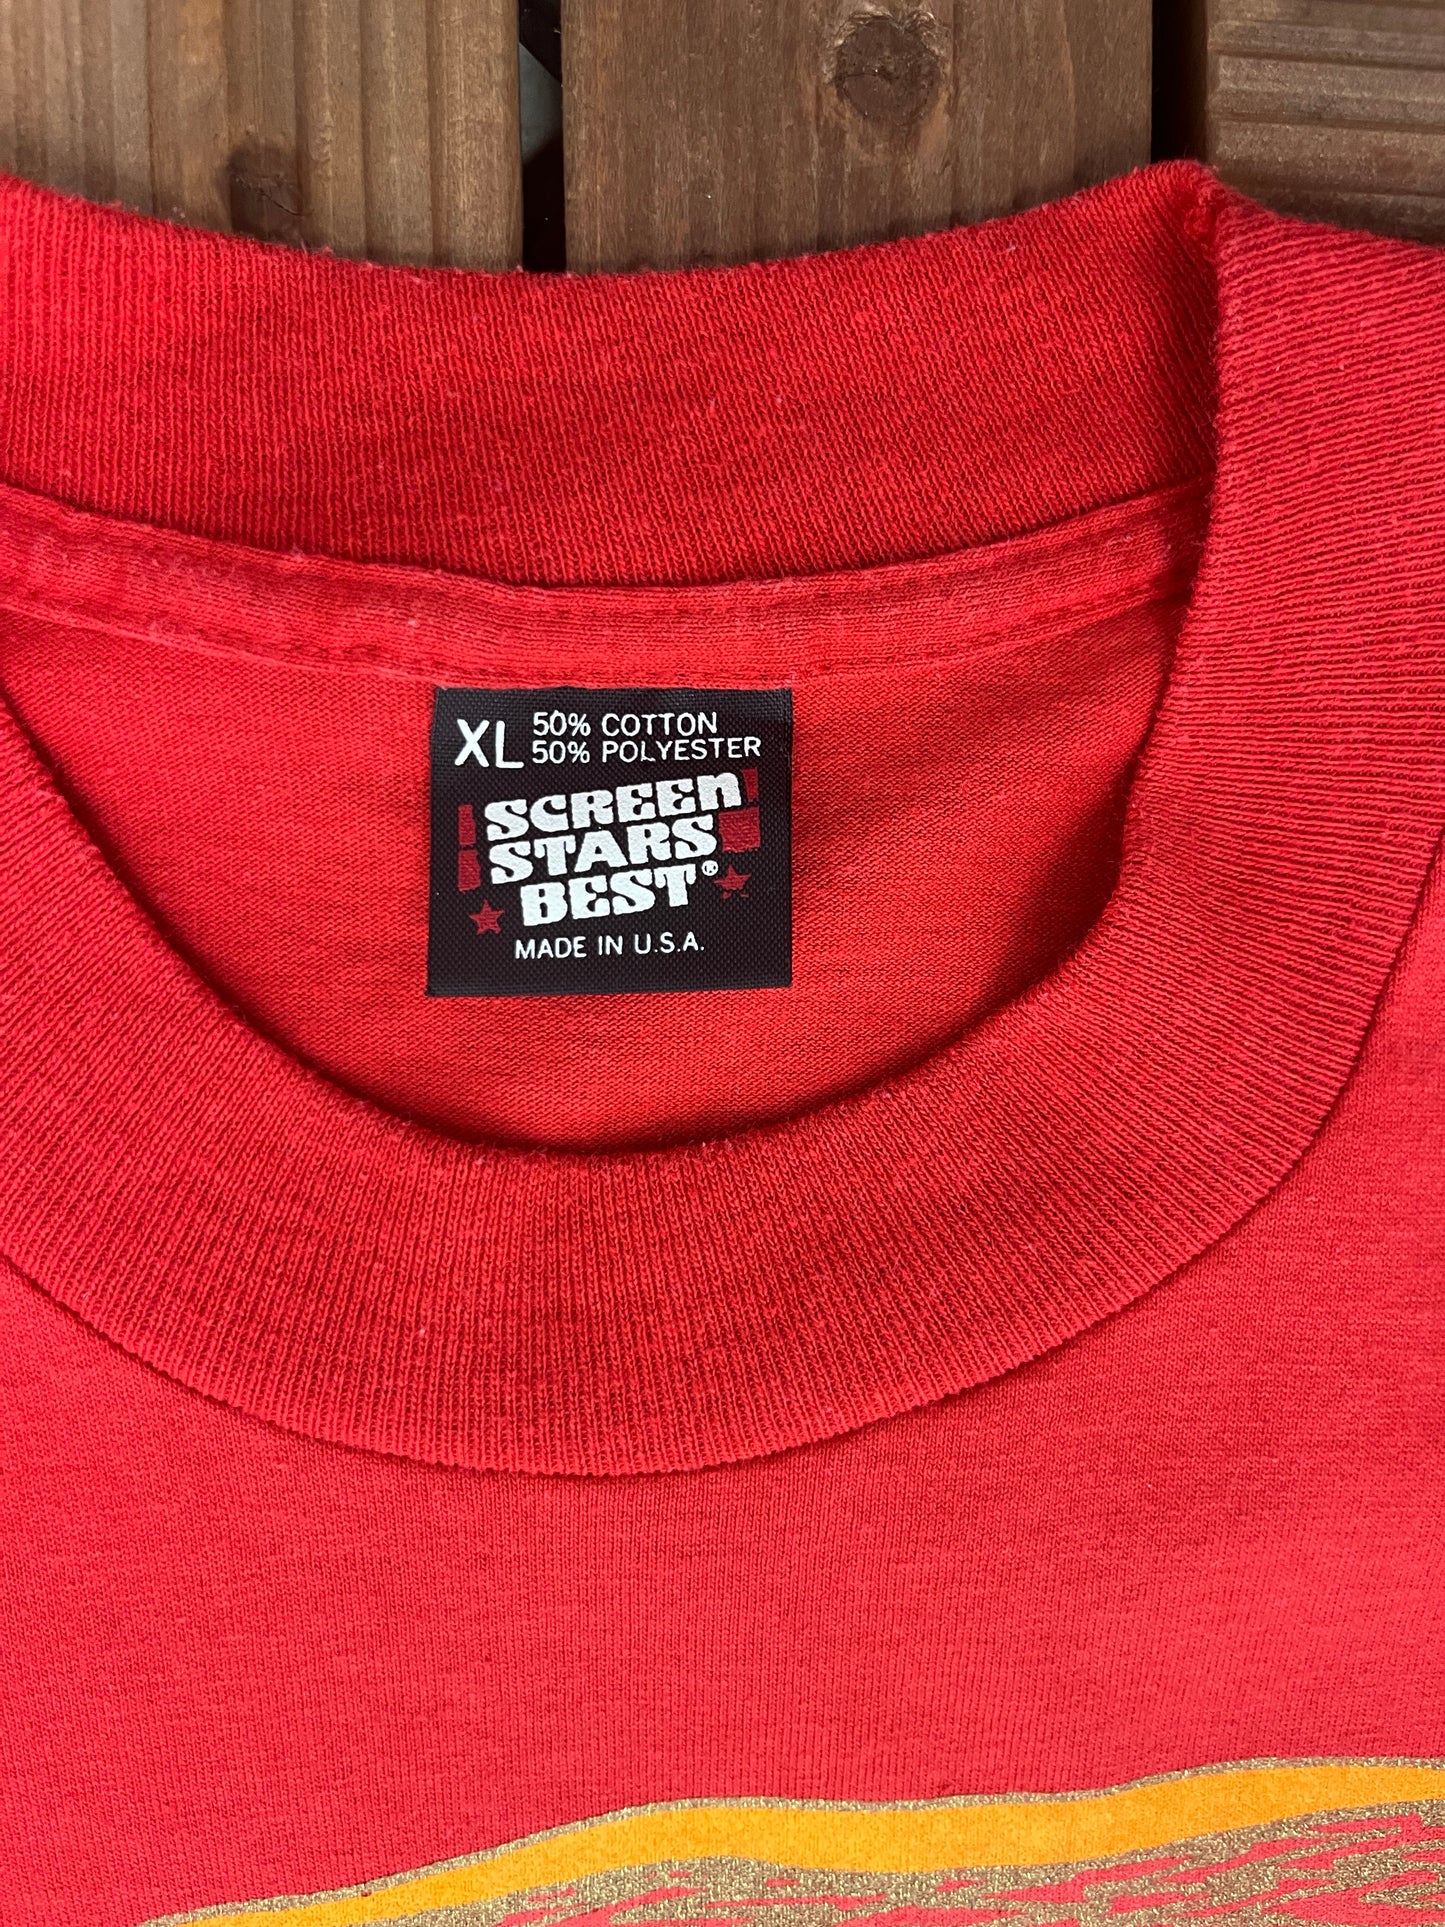 XL 50% COTTON
50% POLYESTER
SCREEN
STARS
BEST®
MADE IN U.S.A.